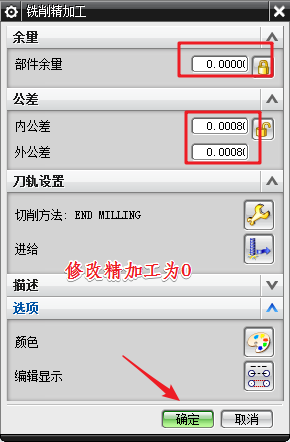 铣削精加工
余量
部件余量 0.0000
公差
内公差 0.0008
外公差 0.0008
刀轨设置
切削方法: END MILLING
进给
修改精加工为0
描述
选项
颜色
编辑显示
确定 取消